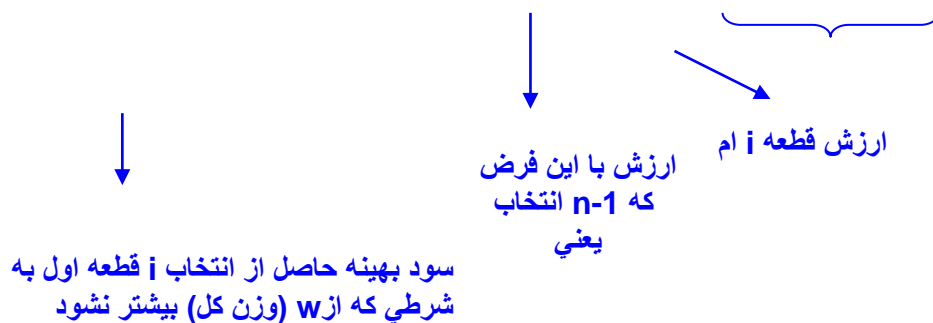 ارزش قطعه i ام
ارزش با این فرض
که n-1 انتخاب
يعني
سود بهینه حاصل از انتخاب i قطعه اول به
شرطي که ازw (وزن کل) بیشتر نشود